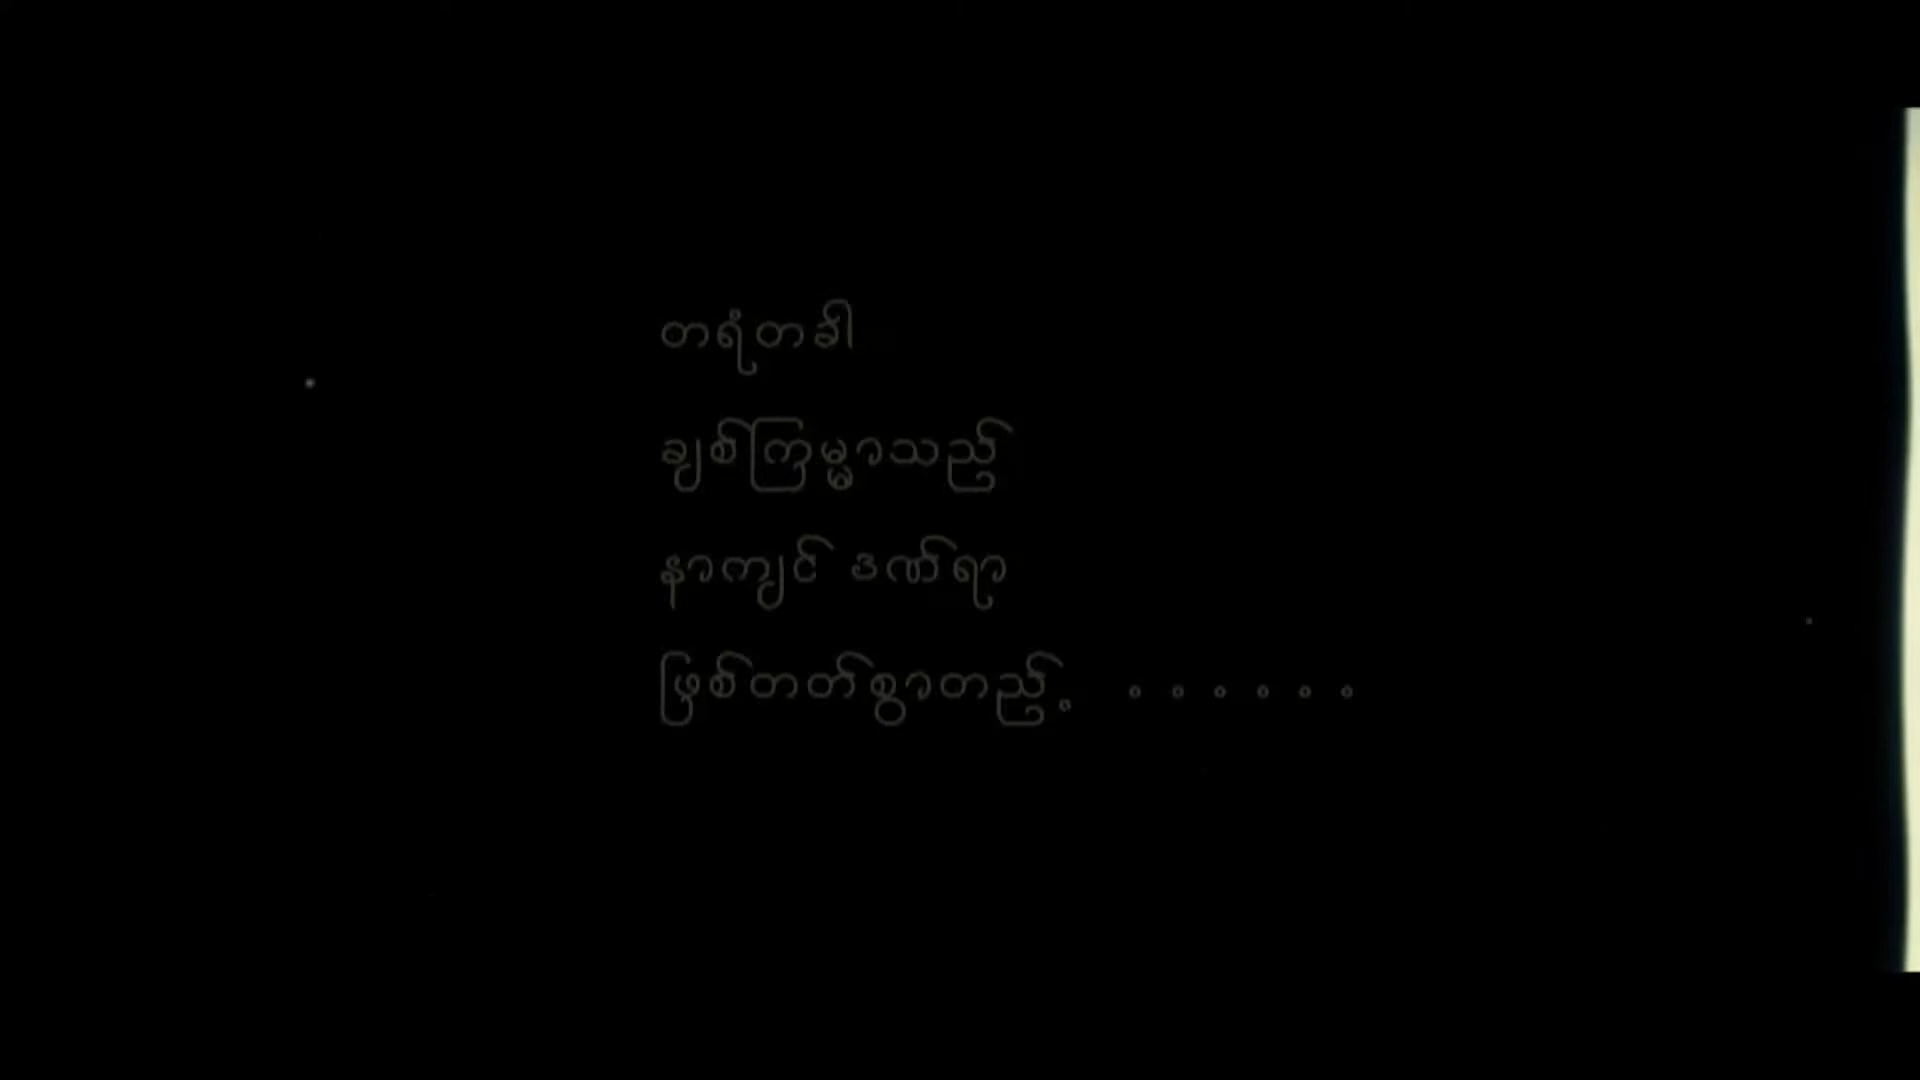 တရံတခါ
ချစ်ကြမ္မာသည်
နာကျင် ဒဏ်ရာ
ဖြစ်တတ်စွာတည့် ° ° ° ° ° °